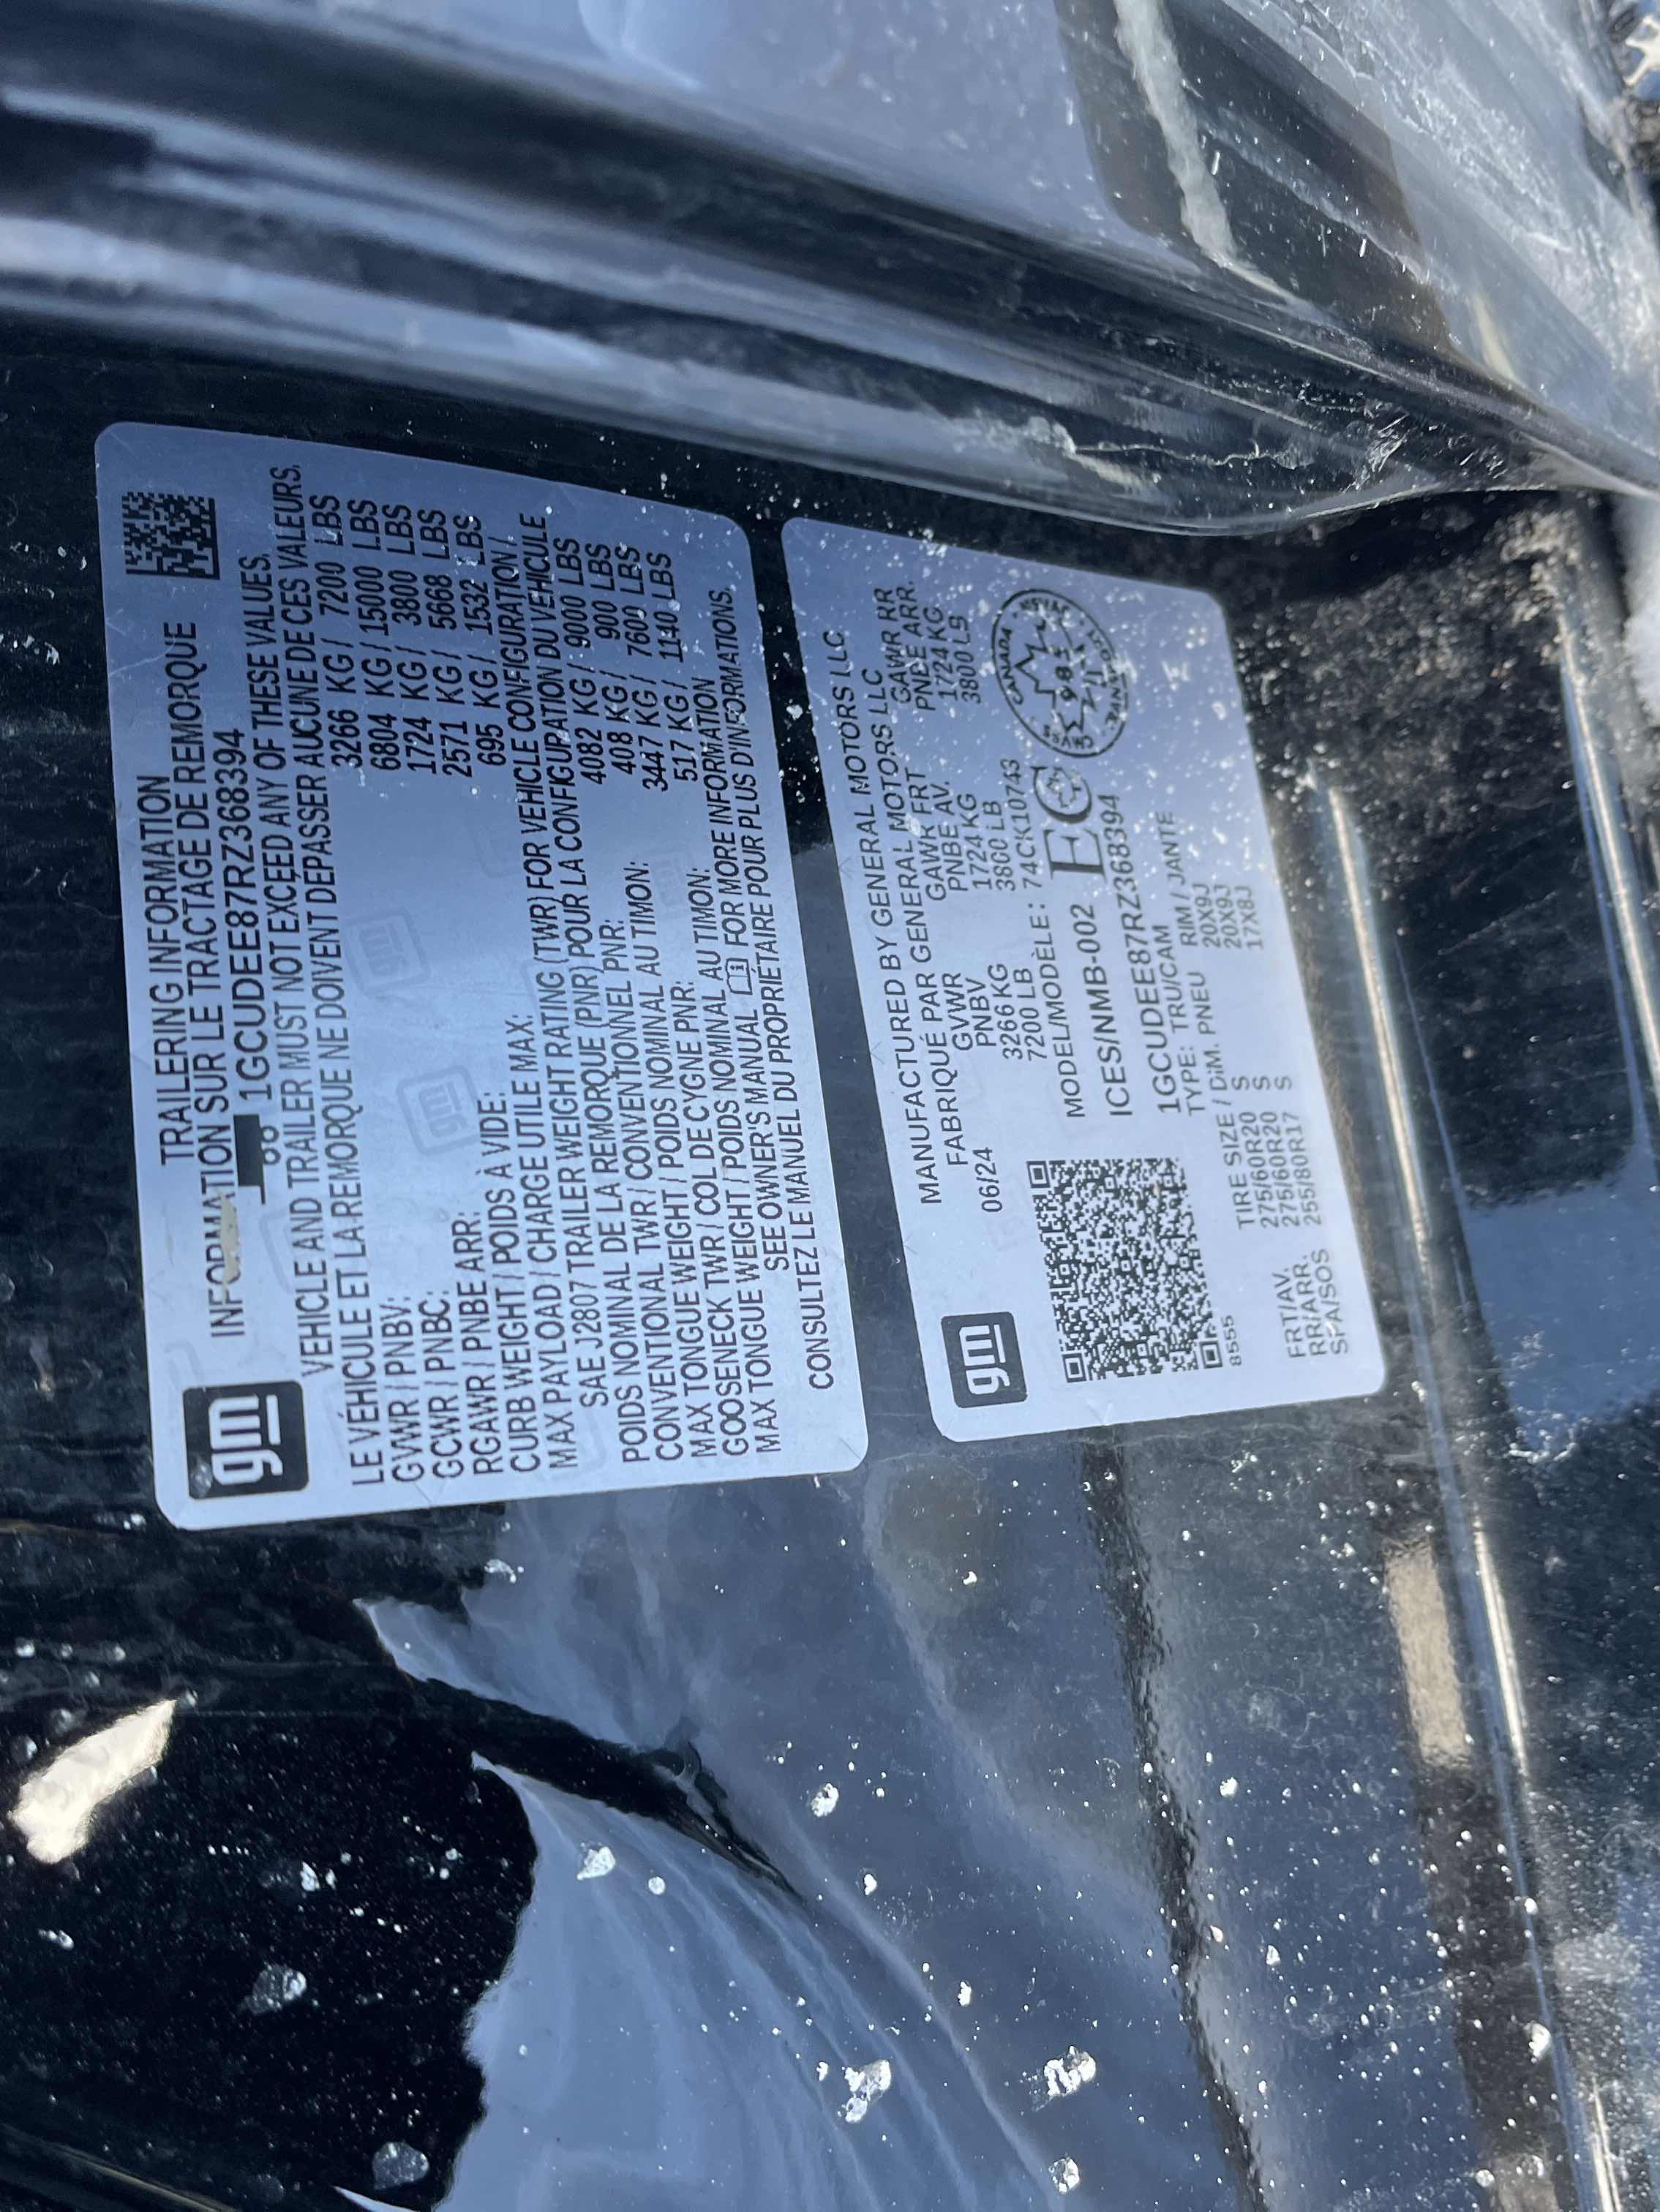 gm
TRAILERING INFORMATION
INFORMATION SUR LE TRACTAGE DE REMORQUE
1GCUDEE87RZ368394
VEHICLE AND TRAILER MUST NOT EXCEED ANY OF THESE VALUES.
LE VÉHICULE ET LA REMORQUE NE DOIVENT DÉPASSER AUCUNE DE CES VALEURS.
GVWR / PNBV: 3266 KG / 7200 LBS
GCWR / PNBC: 6804 KG / 15000 LBS
RGAWR / PNBE ARR: 1724 KG / 3800 LBS
CURB WEIGHT / POIDS À VIDE: 2571 KG / 5668 LBS
MAX PAYLOAD / CHARGE UTILE MAX: 695 KG / 1532 LBS
SAE J2807 TRAILER WEIGHT RATING (TWR) FOR VEHICLE CONFIGURATION /
POIDS NOMINAL DE LA REMORQUE (PNR) POUR LA CONFIGURATION DU VÉHICULE
CONVENTIONAL TWR / CONVENTIONNEL PNR: 4082 KG / 9000 LBS
MAX TONGUE WEIGHT / POIDS NOMINAL AU TIMON: 408 KG / 900 LBS
GOOSENECK TWR / COL DE CYGNE PNR: 3447 KG / 7600 LBS
MAX TONGUE WEIGHT / POIDS NOMINAL AU TIMON: 517 KG / 1140 LBS
SEE OWNER'S MANUAL FOR MORE INFORMATION
CONSULTEZ LE MANUEL DU PROPRIÉTAIRE POUR PLUS D'INFORMATIONS.
gm
MANUFACTURED BY GENERAL MOTORS LLC
FABRIQUÉ PAR GENERAL MOTORS LLC
06/24 GVWR GAWR FRT GAWR RR
PNBV PNBE AV. PNBE ARR.
3266 KG 1724 KG 1724 KG
7200 LB 3800 LB 3800 LB
MODEL/MODÈLE: 74CK10743
ICES/NMB-002 EC
CANADA
1GCUDEE87RZ368394
TYPE: TRU/CAM
8555
TIRE SIZE / DIM. PNEU RIM / JANTE
FRT/AV. 275/60R20 S 20X9J
RR/ARR. 275/60R20 S 20X9J
SPA/SOS 255/80R17 S 17X8J